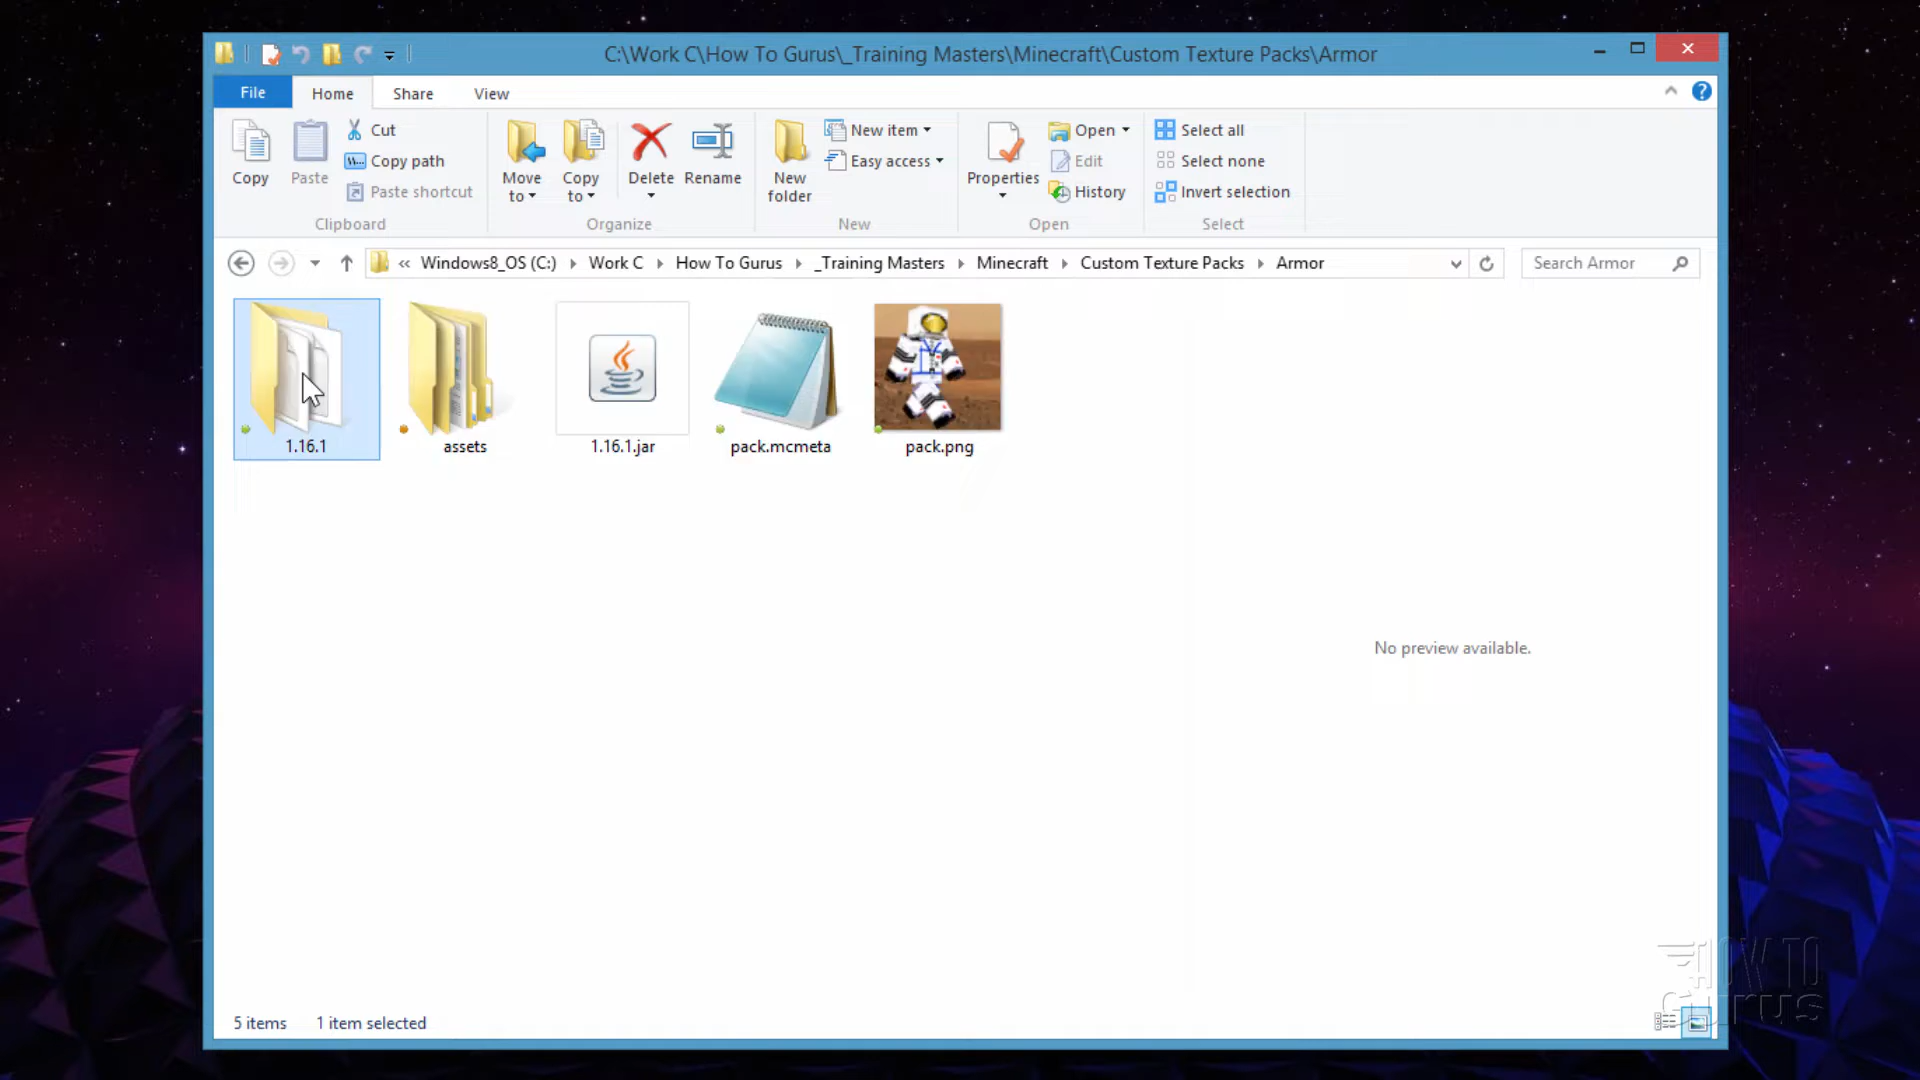 C:\Work C\How To Gurus\_Training Masters\Minecraft\Custom Texture Packs\Armor
File Home Share View
Copy
Paste
Cut
Copy path
Paste shortcut
Clipboard
Move to
Copy to
Delete
Rename
Organize
New folder
New item
Easy access
New
Properties
Open
Edit
History
Open
Select all
Select none
Invert selection
Select
« Windows8_OS (C:) Work C How To Gurus _Training Masters Minecraft Custom Texture Packs Armor
Search Armor
1.16.1 assets 1.16.1.jar pack.mcmeta pack.png
No preview available.
5 items 1 item selected
HOW TO
GURUS